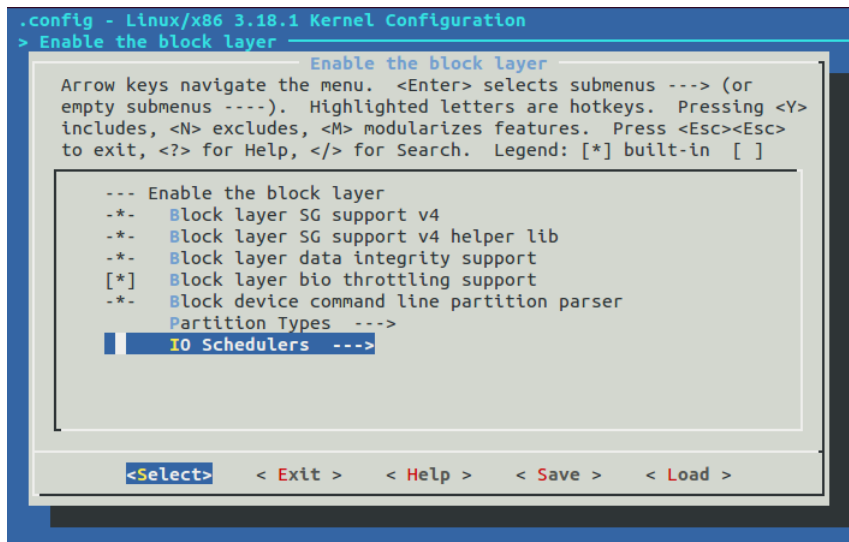 .config - Linux/x86 3.18.1 Kernel Configuration
> Enable the block layer
Enable the block layer
Arrow keys navigate the menu.  <Enter> selects submenus ---> (or
empty submenus ----).  Highlighted letters are hotkeys.  Pressing <Y>
includes, <N> excludes, <M> modularizes features.  Press <Esc><Esc>
to exit, <?> for Help, </> for Search.  Legend: [*] built-in  [ ]
--- Enable the block layer
-*-   Block layer SG support v4
-*-   Block layer SG support v4 helper lib
-*-   Block layer data integrity support
[*]   Block layer bio throttling support
-*-   Block device command line partition parser
Partition Types  --->
IO Schedulers  --->
<Select>    < Exit >    < Help >    < Save >    < Load >